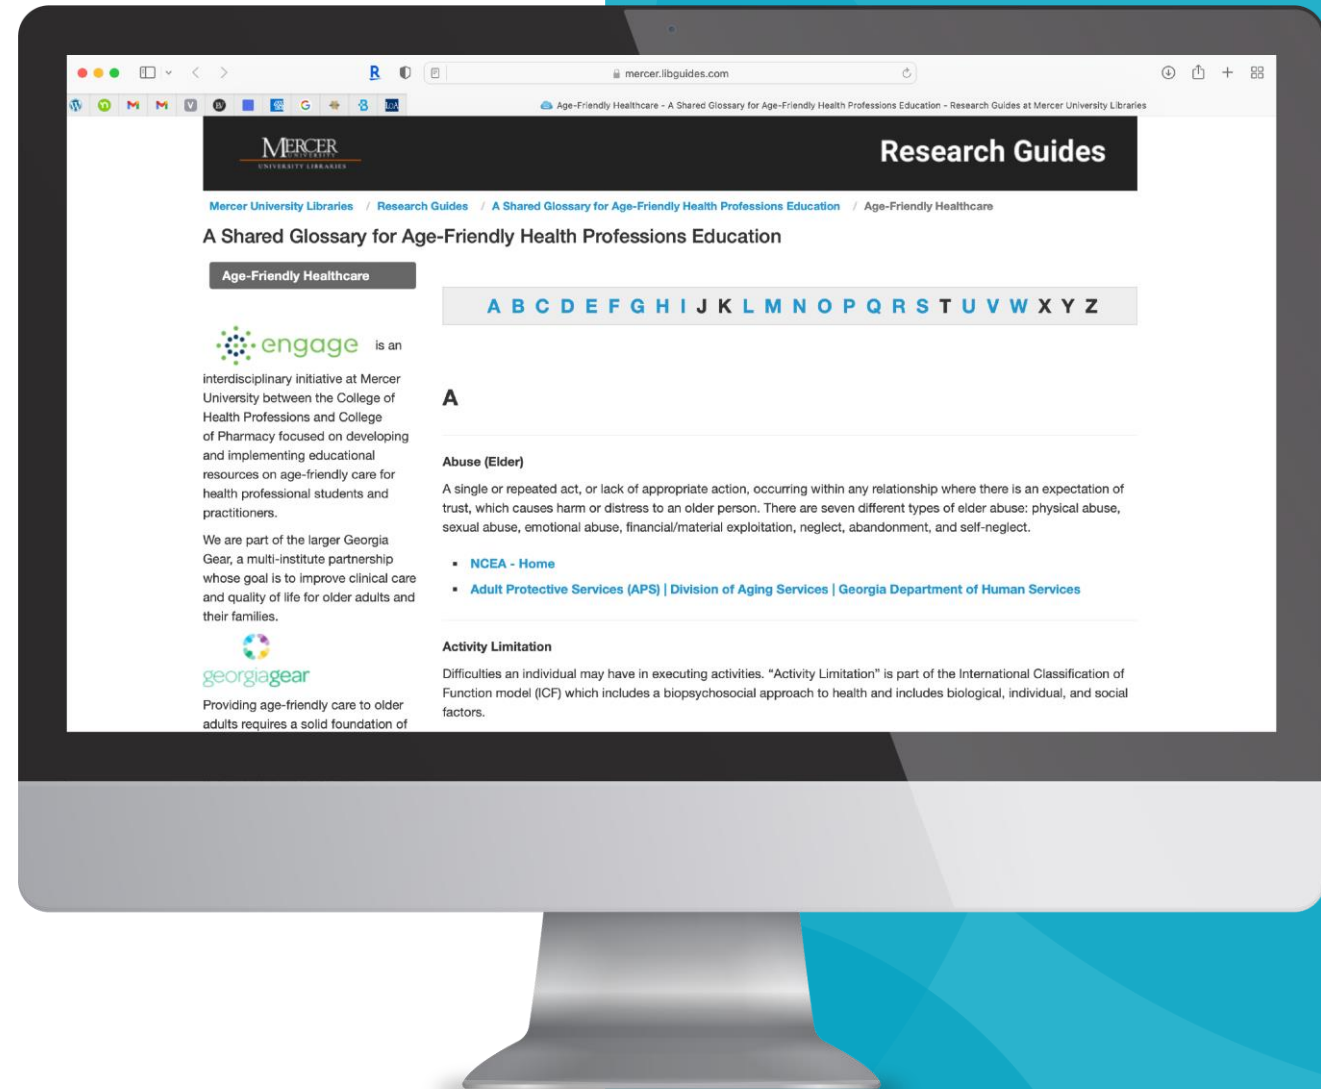 mercer.libguides.com
Age-Friendly Healthcare - A Shared Glossary for Age-Friendly Health Professions Education - Research Guides at Mercer University Libraries
MERCER
UNIVERSITY
UNIVERSITY LIBRARIES
Research Guides
Mercer University Libraries / Research Guides / A Shared Glossary for Age-Friendly Health Professions Education / Age-Friendly Healthcare
A Shared Glossary for Age-Friendly Health Professions Education
Age-Friendly Healthcare
A B C D E F G H I J K L M N O P Q R S T U V W X Y Z
engage is an
interdisciplinary initiative at Mercer
University between the College of
Health Professions and College
of Pharmacy focused on developing
and implementing educational
resources on age-friendly care for
health professional students and
practitioners.
We are part of the larger Georgia
Gear, a multi-institute partnership
whose goal is to improve clinical care
and quality of life for older adults and
their families.
georgiagear
Providing age-friendly care to older
adults requires a solid foundation of
A
Abuse (Elder)
A single or repeated act, or lack of appropriate action, occurring within any relationship where there is an expectation of
trust, which causes harm or distress to an older person. There are seven different types of elder abuse: physical abuse,
sexual abuse, emotional abuse, financial/material exploitation, neglect, abandonment, and self-neglect.
NCEA - Home
Adult Protective Services (APS) | Division of Aging Services | Georgia Department of Human Services
Activity Limitation
Difficulties an individual may have in executing activities. “Activity Limitation” is part of the International Classification of
Function model (ICF) which includes a biopsychosocial approach to health and includes biological, individual, and social
factors.